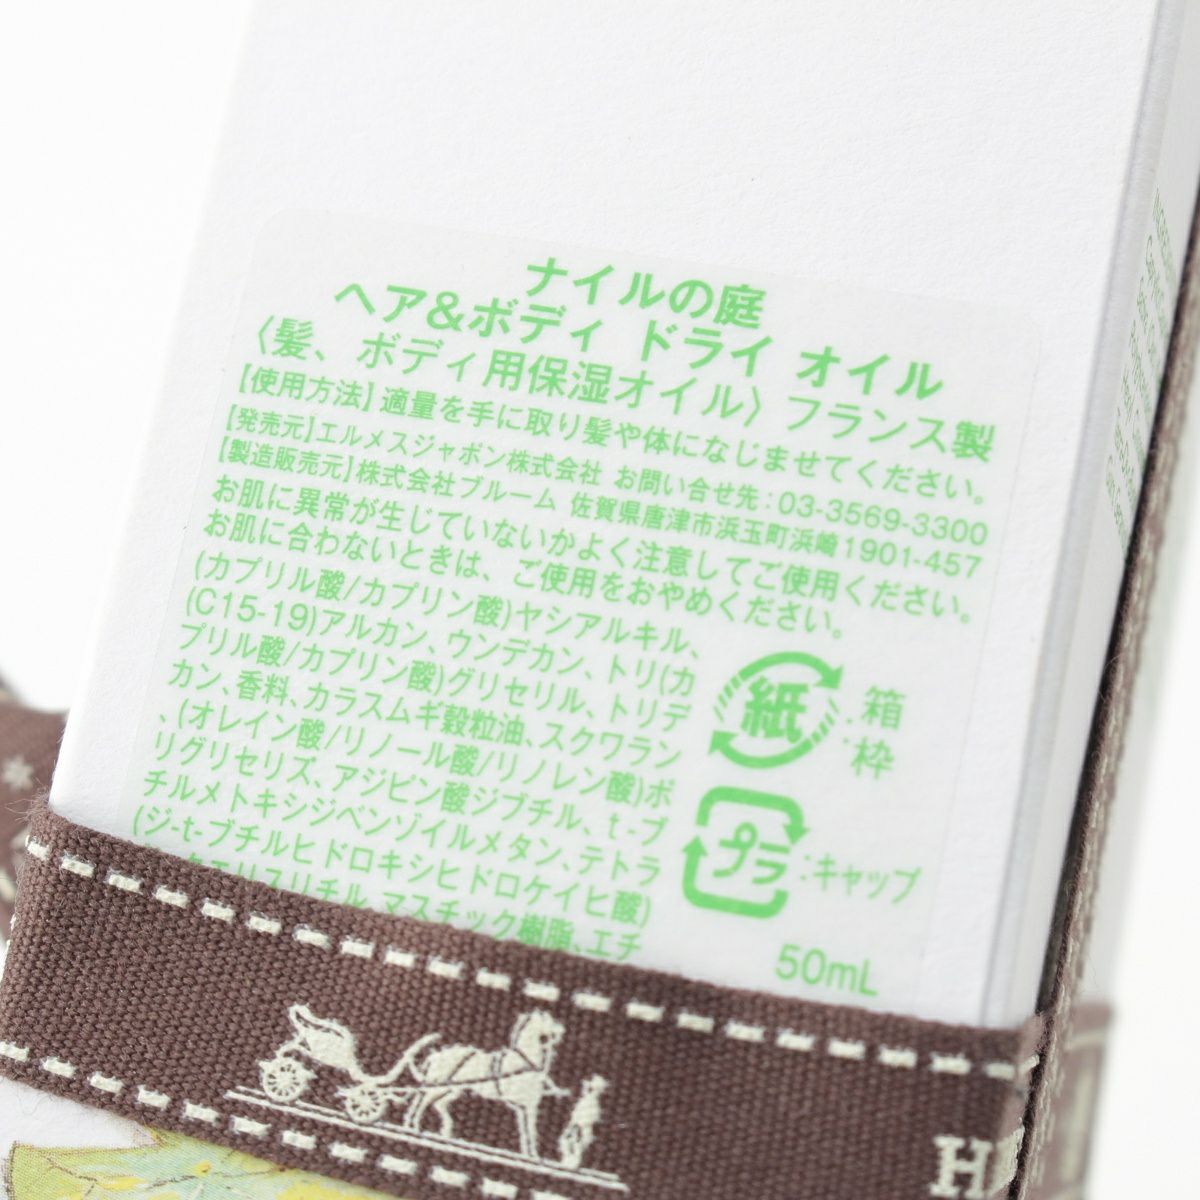 ナイルの庭
ヘア&ボディ ドライ オイル
〈髪、ボディ用保湿オイル〉フランス製
【使用方法】適量を手に取り髪や体になじませてください。
【発売元】エルメスジャポン株式会社 お問い合せ先：03-3569-3300
【製造販売元】株式会社ブルーム 佐賀県唐津市浜玉町浜崎1901-457
お肌に異常が生じていないかよく注意してご使用ください。
お肌に合わないときは、ご使用をおやめください。
(カプリル酸/カプリン酸)ヤシアルキル、
(C15-19)アルカン、ウンデカン、トリ(カ
プリル酸/カプリン酸)グリセリル、トリデ
カン、香料、カラスムギ穀粒油、スクワラン
、(オレイン酸/リノール酸/リノレン酸)ポ
リグリセリズ、アジピン酸ジブチル、t-ブ
チルメトキシジベンゾイルメタン、テトラ
(ジ-t-ブチルヒドロキシヒドロケイヒ酸)
リスリチル、マスチック樹脂、エチ
紙
:箱
:枠
プラ
:キャップ
50mL